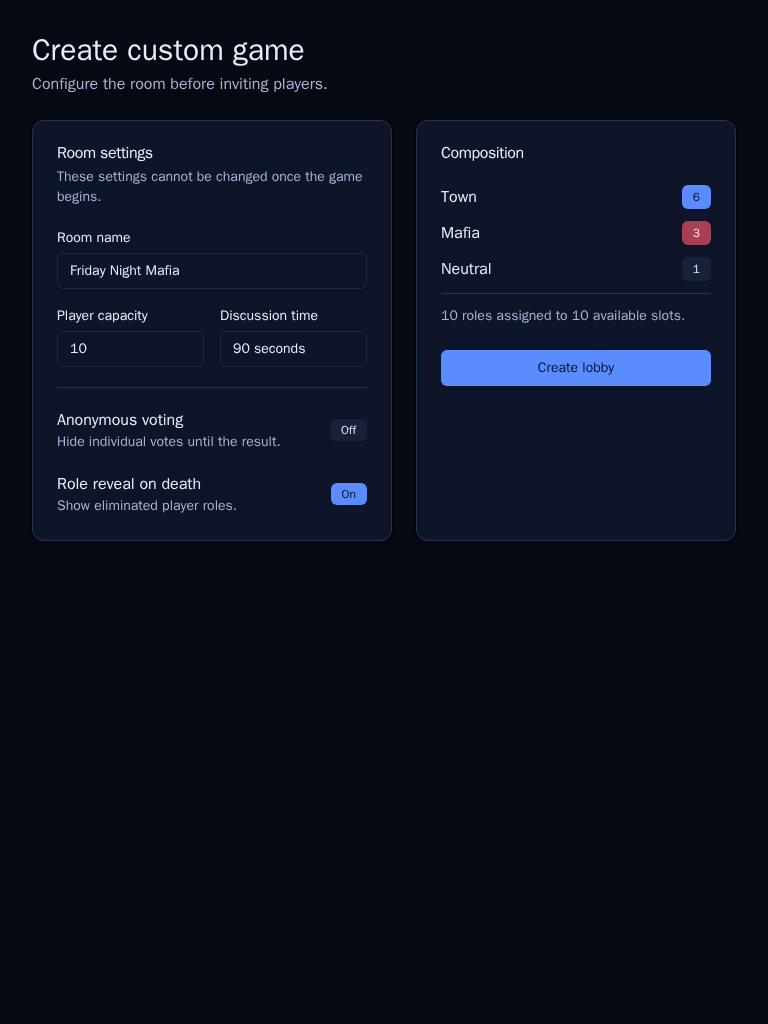 Create custom game
Configure the room before inviting players.
Room settings
These settings cannot be changed once the game
begins.
Room name
Friday Night Mafia
Player capacity
10
Discussion time
90 seconds
Anonymous voting
Hide individual votes until the result.
Off
Role reveal on death
Show eliminated player roles.
On
Composition
Town 6
Mafia 3
Neutral 1
10 roles assigned to 10 available slots.
Create lobby